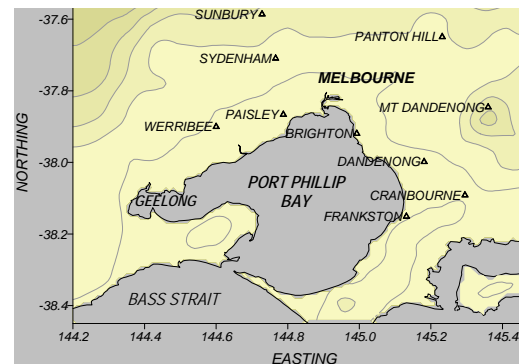 -37.6
SUNBURY
PANTON HILL
SYDENHAM
MELBOURNE
-37.8
MT DANDENONG
PAISLEY
WERRIBEE
BRIGHTON
NORTHING
-38.0
DANDENONG
PORT PHILLIP
BAY
GEELONG
CRANBOURNE
FRANKSTON
-38.2
BASS STRAIT
-38.4
144.2 144.4 144.6 144.8 145.0 145.2 145.4
EASTING